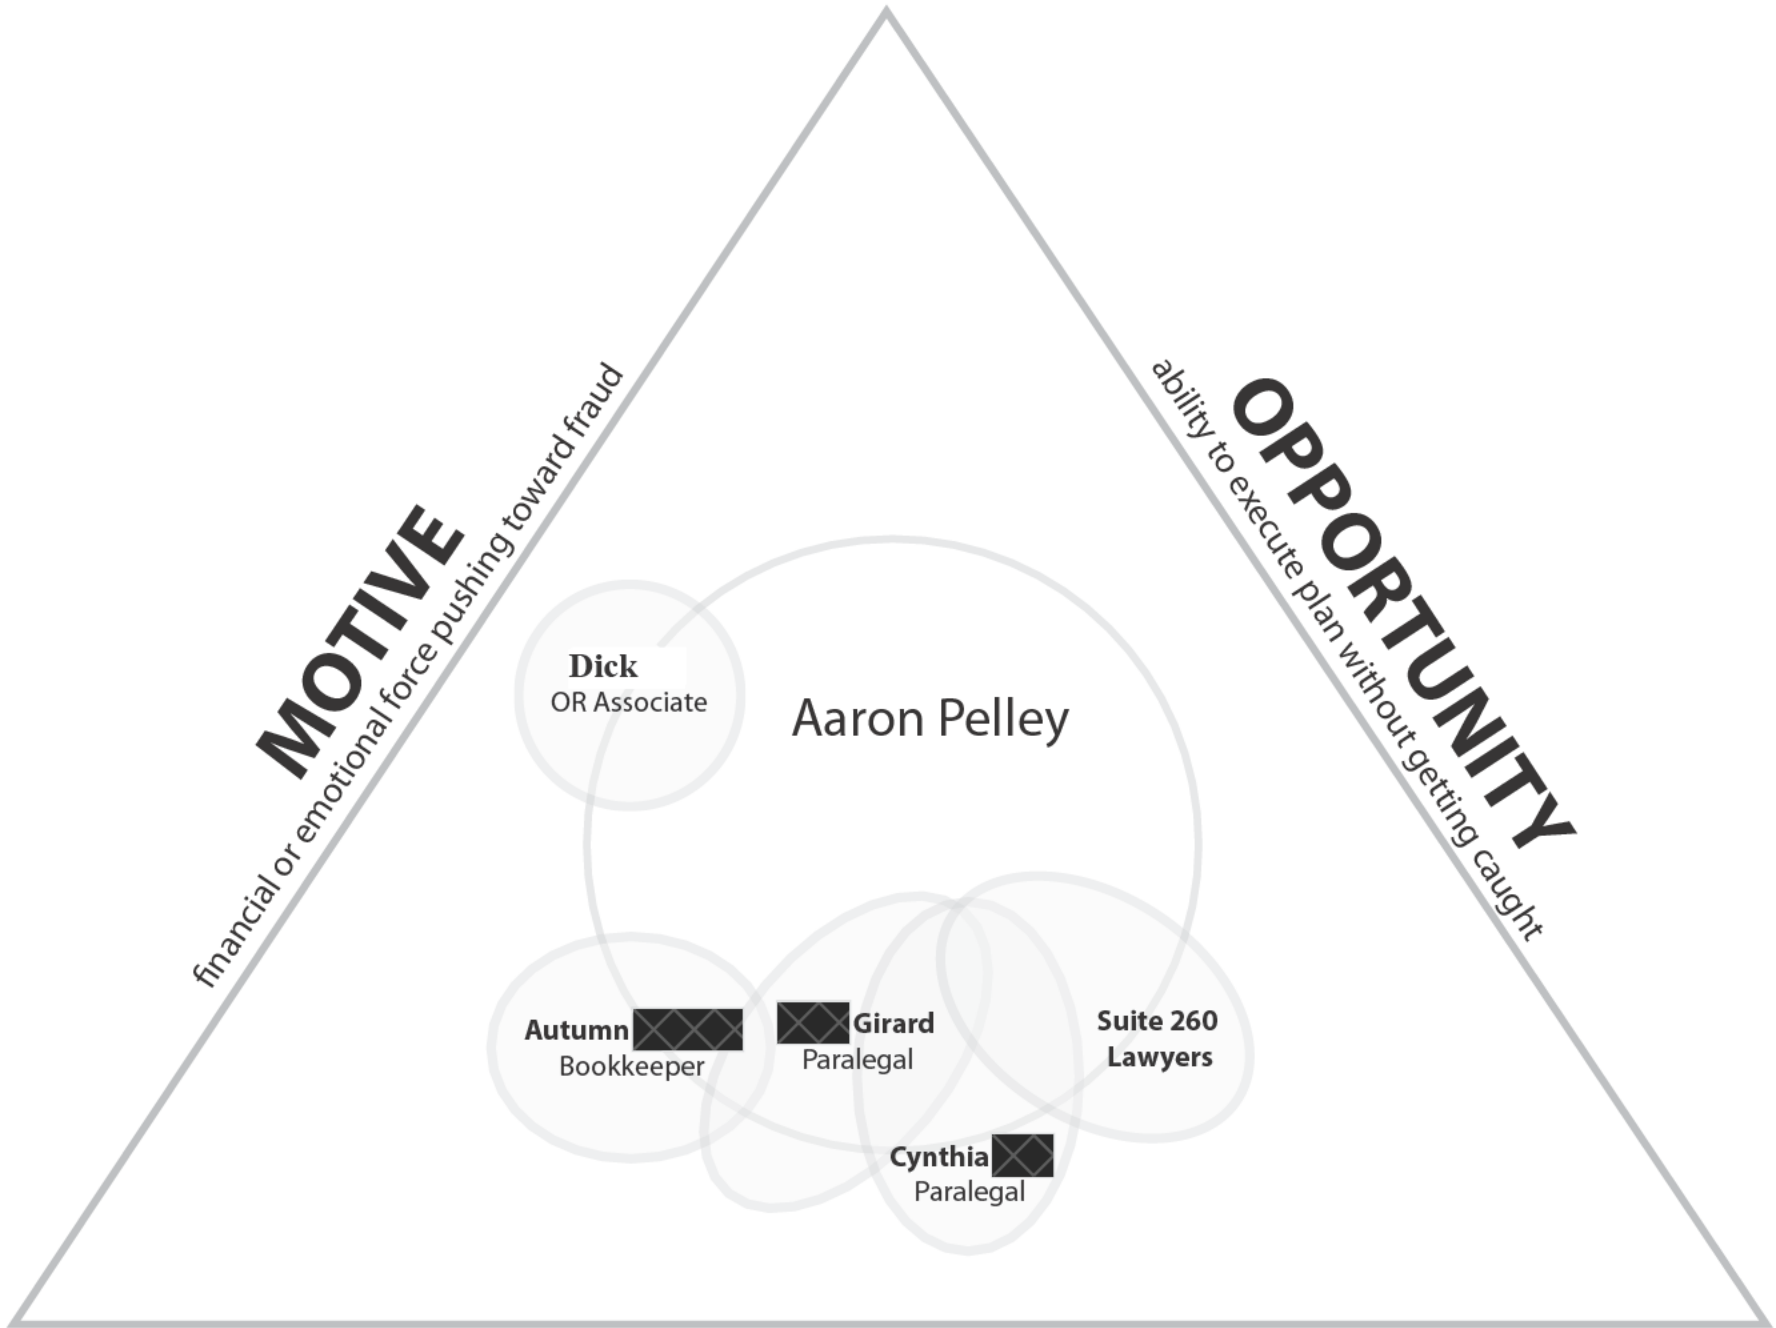 MOTIVE
financial or emotional force pushing toward fraud
OPPORTUNITY
ability to execute plan without getting caught
Dick
OR Associate
Aaron Pelley
Autumn
Bookkeeper
Girard
Paralegal
Suite 260
Lawyers
Cynthia
Paralegal